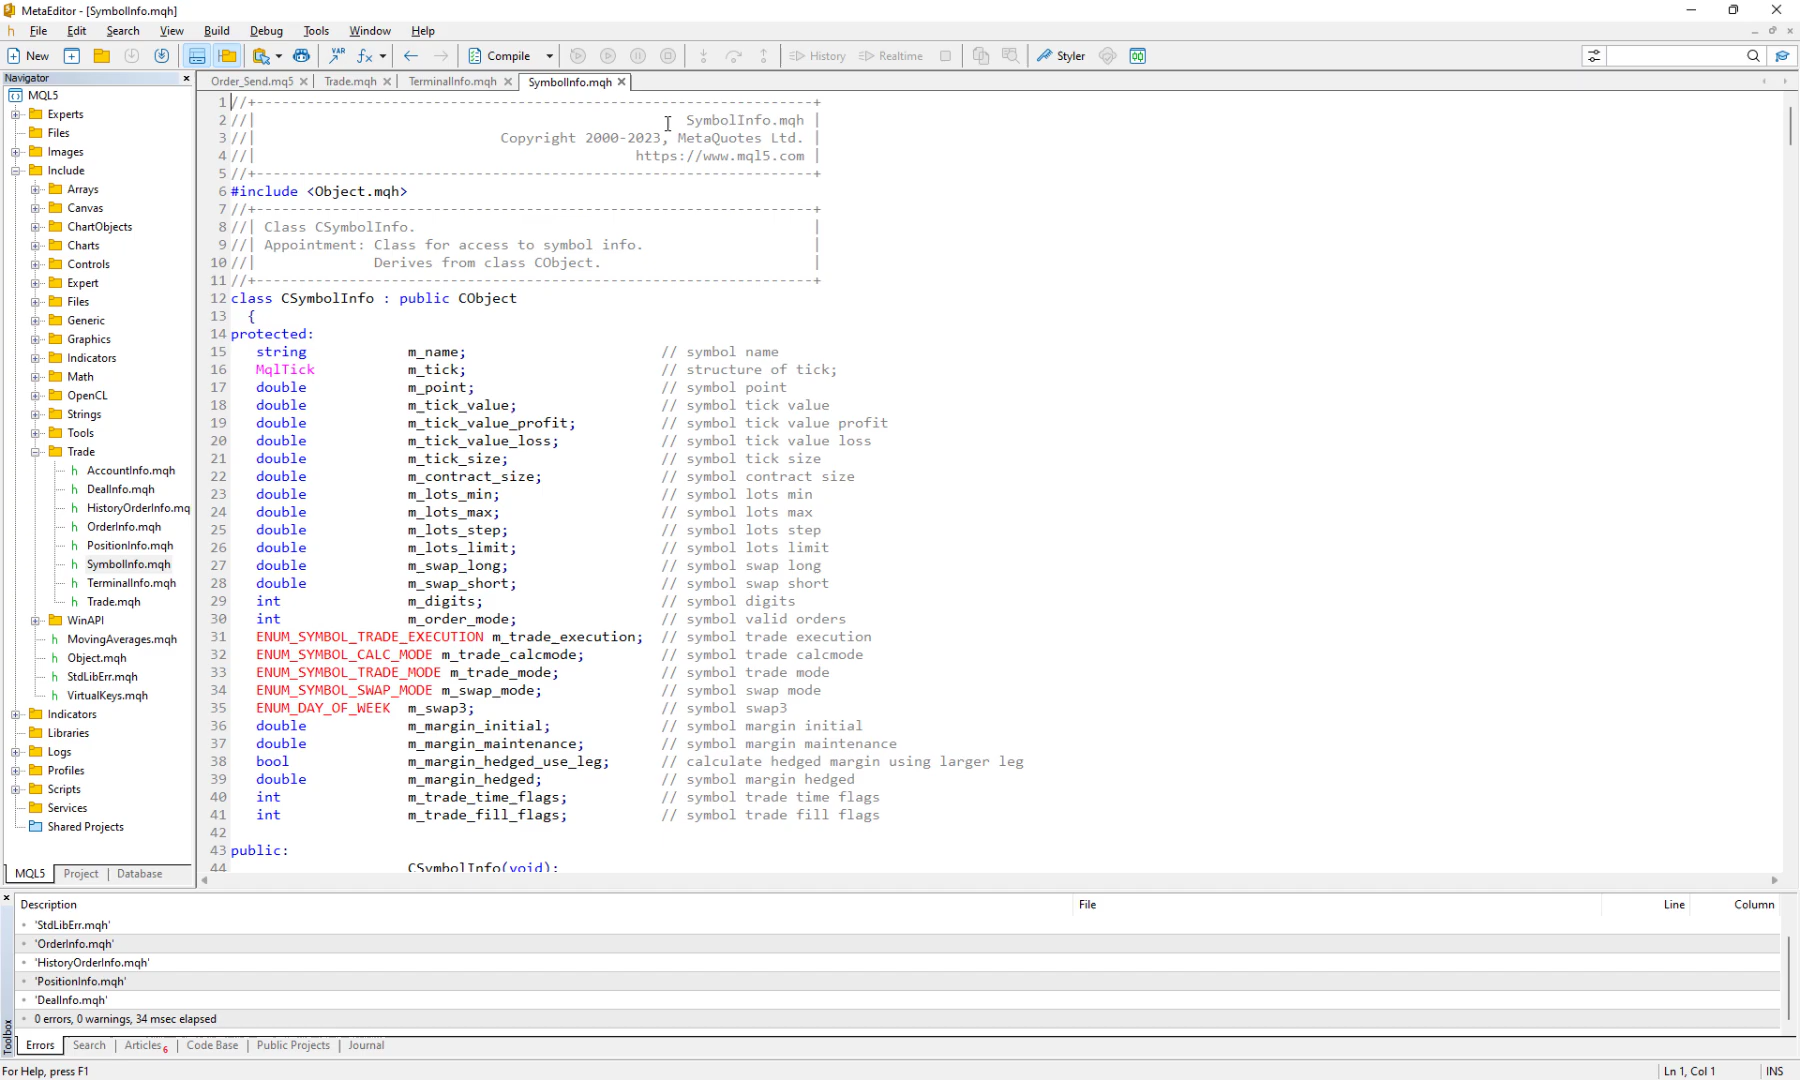 MetaEditor - [SymbolInfo.mqh]
File Edit Search View Build Debug Tools Window Help
New Compile History Realtime Styler
Navigator
MQL5
Experts
Files
Images
Include
Arrays
Canvas
ChartObjects
Charts
Controls
Expert
Files
Generic
Graphics
Indicators
Math
OpenCL
Strings
Tools
Trade
AccountInfo.mqh
DealInfo.mqh
HistoryOrderInfo.mq
OrderInfo.mqh
PositionInfo.mqh
SymbolInfo.mqh
TerminalInfo.mqh
Trade.mqh
WinAPI
MovingAverages.mqh
Object.mqh
StdLibErr.mqh
VirtualKeys.mqh
Indicators
Libraries
Logs
Profiles
Scripts
Services
Shared Projects
MQL5 Project Database
Order_Send.mq5 Trade.mqh TerminalInfo.mqh SymbolInfo.mqh
1 //+------------------------------------------------------------------+
2 //| SymbolInfo.mqh |
3 //| Copyright 2000-2023, MetaQuotes Ltd. |
4 //| https://www.mql5.com |
5 //+------------------------------------------------------------------+
6 #include <Object.mqh>
7 //+------------------------------------------------------------------+
8 //| Class CSymbolInfo. |
9 //| Appointment: Class for access to symbol info. |
10 //| Derives from class CObject. |
11 //+------------------------------------------------------------------+
12 class CSymbolInfo : public CObject
13 {
14 protected:
15 string m_name; // symbol name
16 MqlTick m_tick; // structure of tick;
17 double m_point; // symbol point
18 double m_tick_value; // symbol tick value
19 double m_tick_value_profit; // symbol tick value profit
20 double m_tick_value_loss; // symbol tick value loss
21 double m_tick_size; // symbol tick size
22 double m_contract_size; // symbol contract size
23 double m_lots_min; // symbol lots min
24 double m_lots_max; // symbol lots max
25 double m_lots_step; // symbol lots step
26 double m_lots_limit; // symbol lots limit
27 double m_swap_long; // symbol swap long
28 double m_swap_short; // symbol swap short
29 int m_digits; // symbol digits
30 int m_order_mode; // symbol valid orders
31 ENUM_SYMBOL_TRADE_EXECUTION m_trade_execution; // symbol trade execution
32 ENUM_SYMBOL_CALC_MODE m_trade_calcmode; // symbol trade calcmode
33 ENUM_SYMBOL_TRADE_MODE m_trade_mode; // symbol trade mode
34 ENUM_SYMBOL_SWAP_MODE m_swap_mode; // symbol swap mode
35 ENUM_DAY_OF_WEEK m_swap3; // symbol swap3
36 double m_margin_initial; // symbol margin initial
37 double m_margin_maintenance; // symbol margin maintenance
38 bool m_margin_hedged_use_leg; // calculate hedged margin using larger leg
39 double m_margin_hedged; // symbol margin hedged
40 int m_trade_time_flags; // symbol trade time flags
41 int m_trade_fill_flags; // symbol trade fill flags
42
43 public:
44 CSymbolInfo(void);
Description File Line Column
'StdLibErr.mqh'
'OrderInfo.mqh'
'HistoryOrderInfo.mqh'
'PositionInfo.mqh'
'DealInfo.mqh'
0 errors, 0 warnings, 34 msec elapsed
Toolbox
Errors Search Articles 6 Code Base Public Projects Journal
For Help, press F1 Ln 1, Col 1 INS